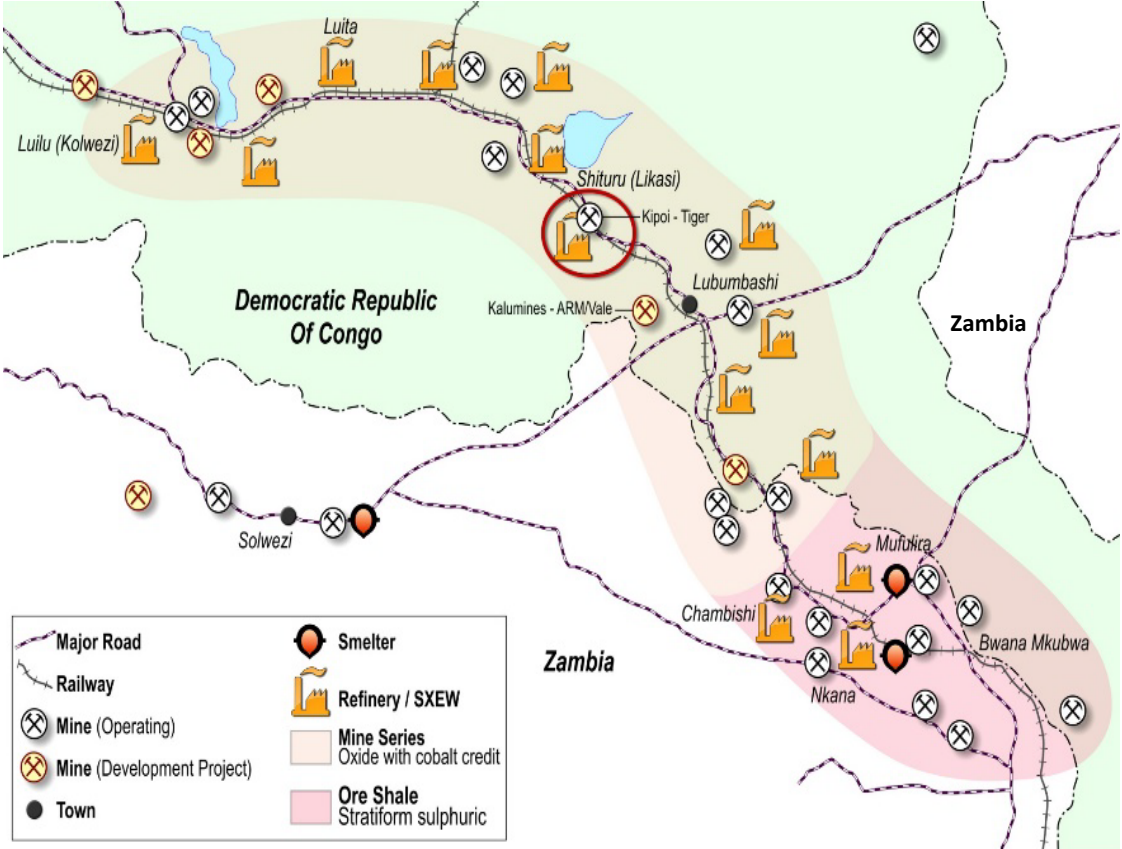 Luita
Luilu (Kolwezi)
Shituru (Likasi)
Kipoi - Tiger
Lubumbashi
Democratic Republic
Of Congo
Kalumines - ARM/Vale
Zambia
Solwezi
Mufulira
Chambishi
Bwana Mkubwa
Zambia
Nkana
Major Road
Railway
Mine (Operating)
Mine (Development Project)
Town
Smelter
Refinery / SXEW
Mine Series
Oxide with cobalt credit
Ore Shale
Stratiform sulphuric